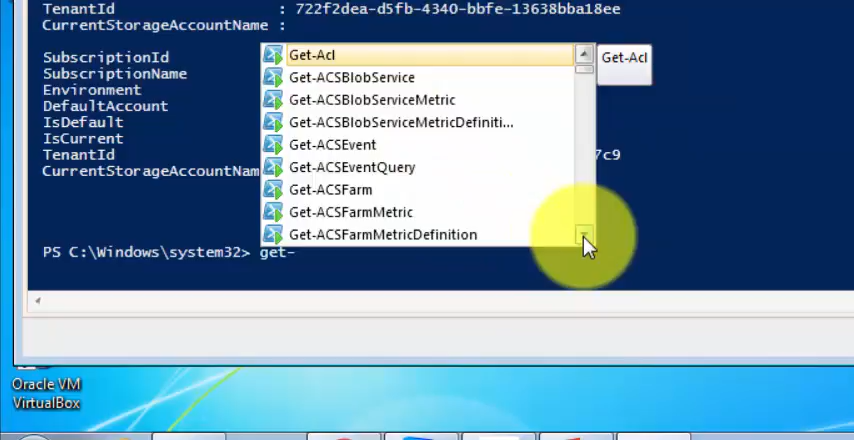 TenantId : 722f2dea-d5fb-4340-bbfe-13638bba18ee
CurrentStorageAccountName :
SubscriptionId
SubscriptionName
Environment
DefaultAccount
IsDefault
IsCurrent
TenantId 7c9
CurrentStorageAccountNam
Get-Acl
Get-ACSBlobService
Get-ACSBlobServiceMetric
Get-ACSBlobServiceMetricDefiniti...
Get-ACSEvent
Get-ACSEventQuery
Get-ACSFarm
Get-ACSFarmMetric
Get-ACSFarmMetricDefinition
Get-Acl
PS C:\Windows\system32> get-
Oracle VM
VirtualBox